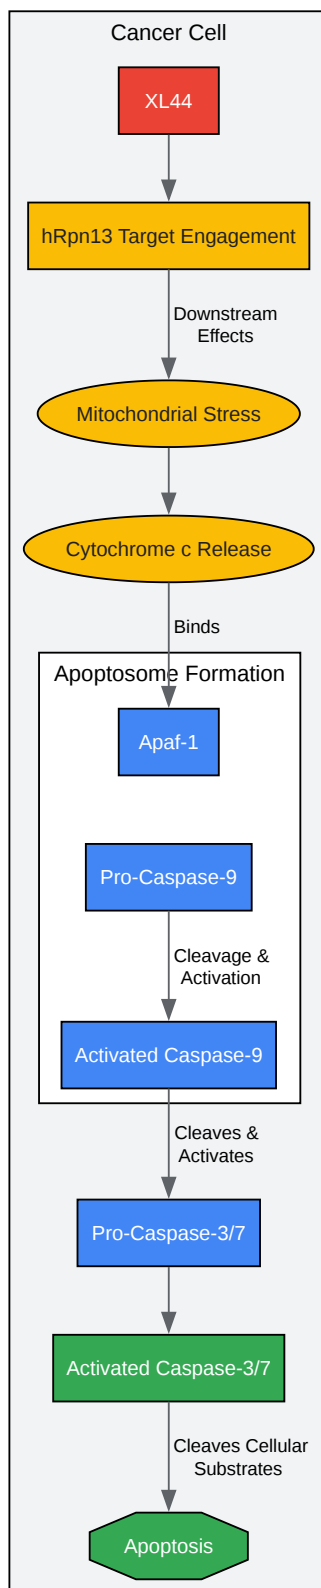 Cancer Cell
XL44
hRpn13 Target Engagement
Downstream
Effects
Mitochondrial Stress
Cytochrome c Release
Binds
Apoptosome Formation
Apaf-1
Pro-Caspase-9
Cleavage &
Activation
Activated Caspase-9
Cleaves &
Activates
Pro-Caspase-3/7
Activated Caspase-3/7
Cleaves Cellular
Substrates
Apoptosis